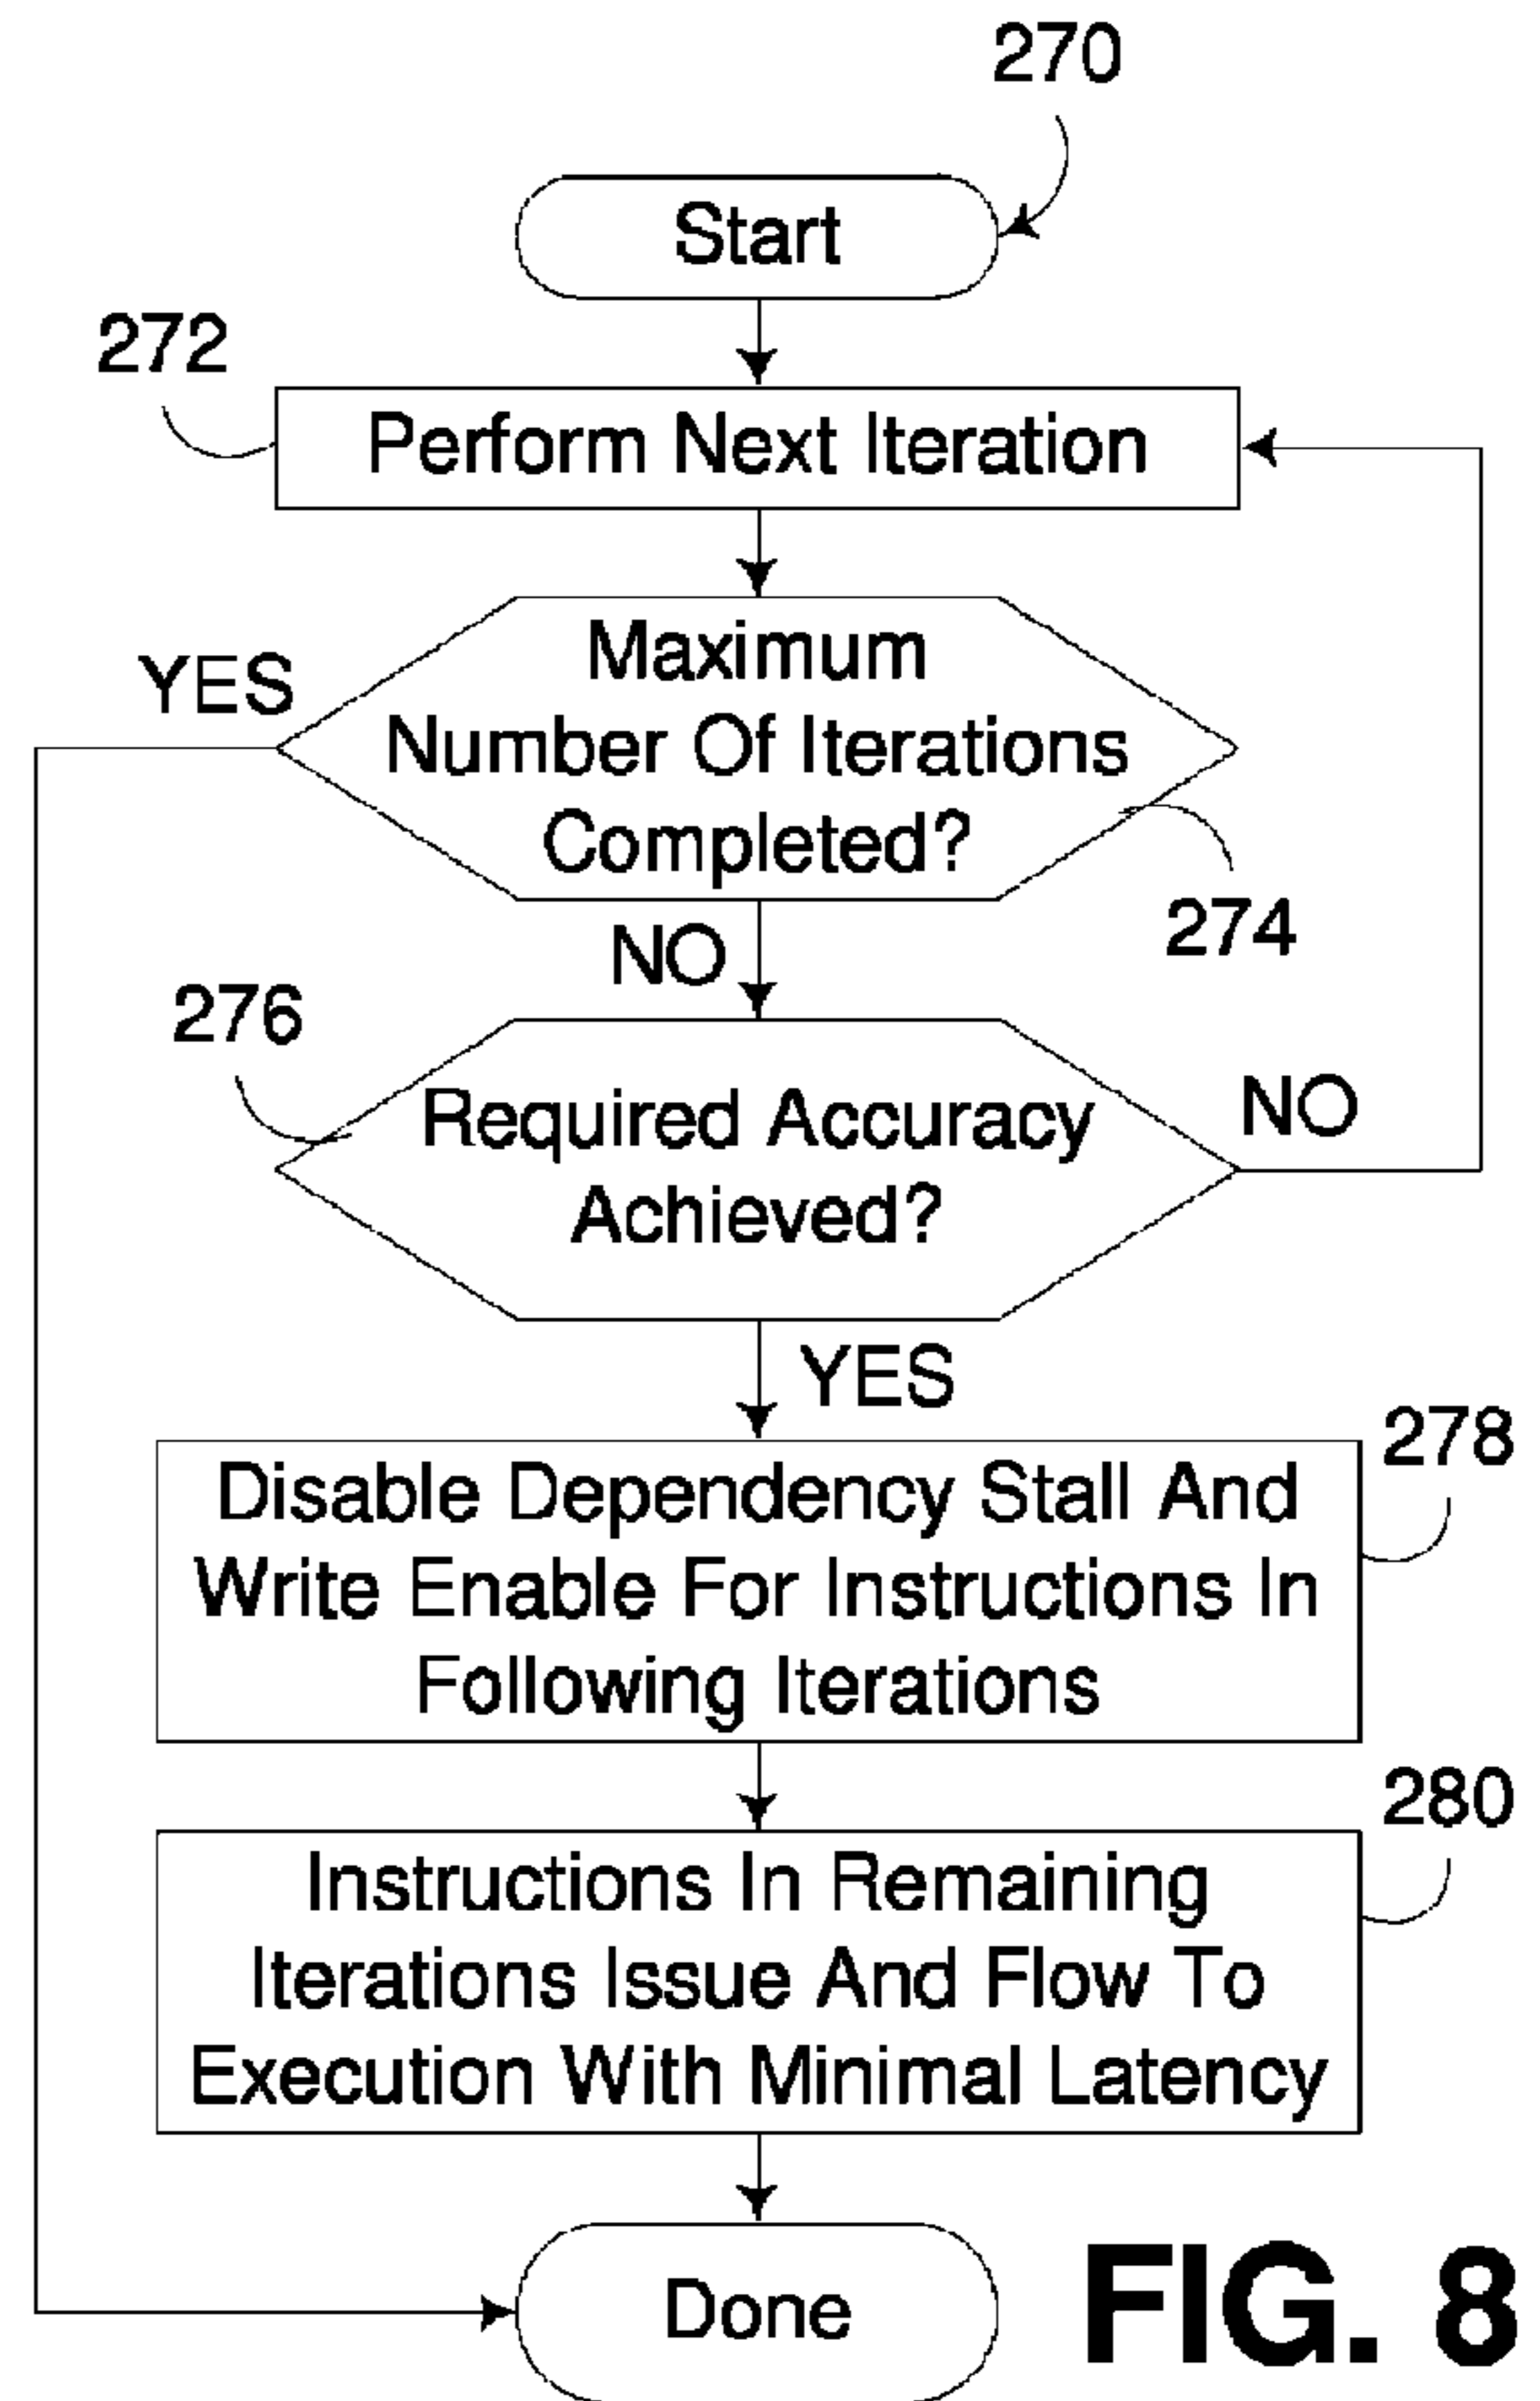 270
Start
272
Perform Next Iteration
Maximum
Number Of Iterations
Completed?
YES
274
NO
276
Required Accuracy
Achieved?
NO
YES
278
Disable Dependency Stall And
Write Enable For Instructions In
Following Iterations
280
Instructions In Remaining
Iterations Issue And Flow To
Execution With Minimal Latency
Done
FIG. 8